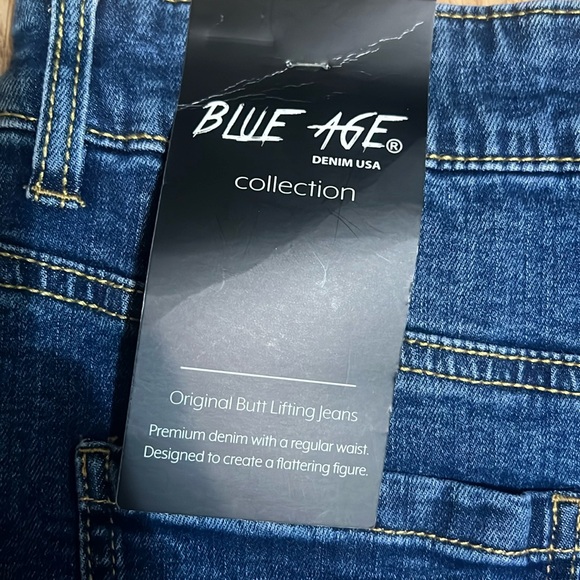 BLUE AGE®
DENIM USA
collection
Original Butt Lifting Jeans
Premium denim with a regular waist.
Designed to create a flattering figure.